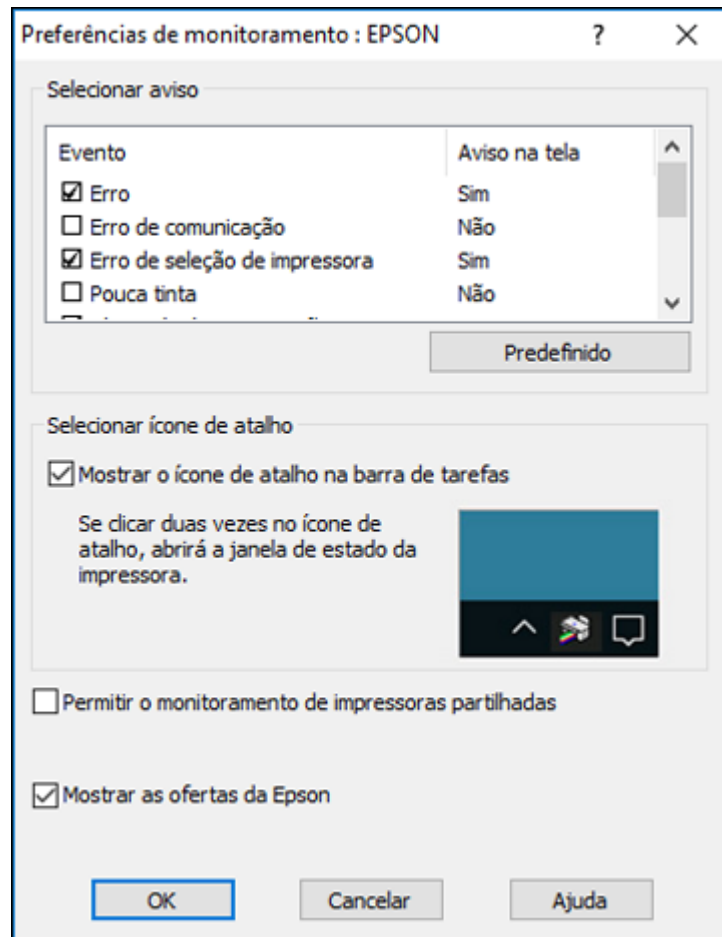 Preferências de monitoramento : EPSON ?
Selecionar aviso
Evento Aviso na tela
Erro Sim
Erro de comunicação Não
Erro de seleção de impressora Sim
Pouca tinta Não
Predefinido
Selecionar ícone de atalho
Mostrar o ícone de atalho na barra de tarefas
Se clicar duas vezes no ícone de
atalho, abrirá a janela de estado da
impressora.
Permitir o monitoramento de impressoras partilhadas
Mostrar as ofertas da Epson
OK Cancelar Ajuda